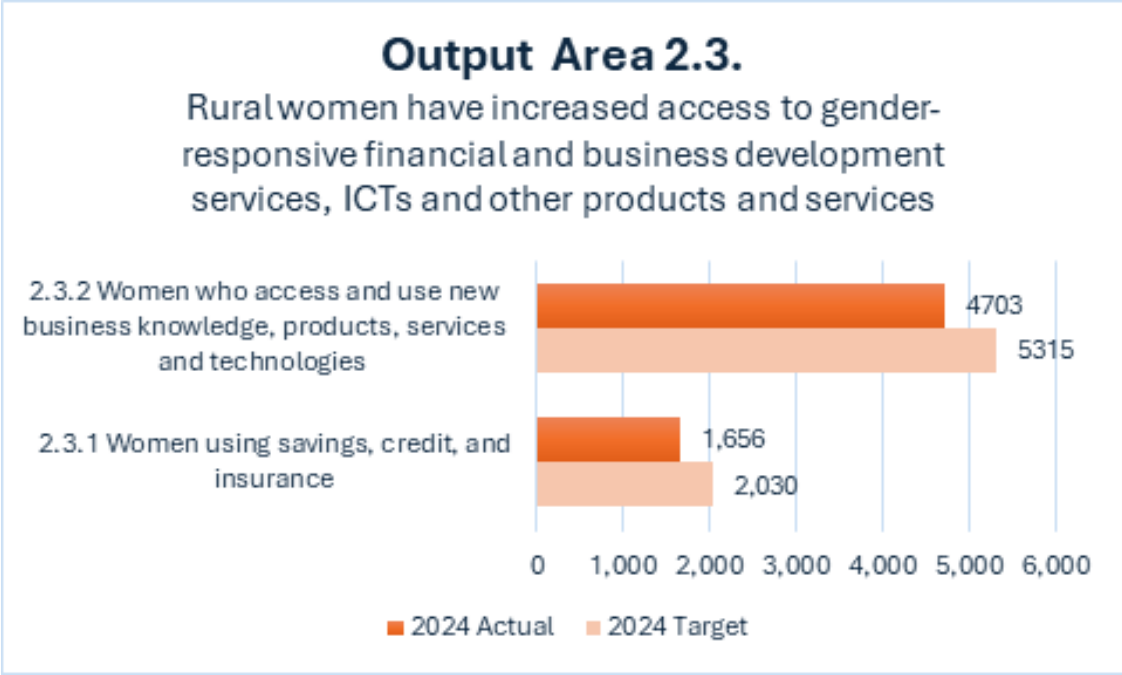 Output Area 2.3.
Rural women have increased access to gender-
responsive financial and business development
services, ICTs and other products and services
2.3.2 Women who access and use new
business knowledge, products, services
and technologies
4703
5315
2.3.1 Women using savings, credit, and
insurance
1,656
2,030
0 1,000 2,000 3,000 4,000 5,000 6,000
2024 Actual 2024 Target